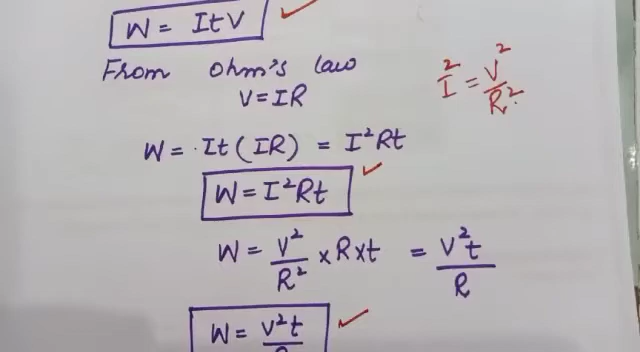 W = ItV
From ohm's law
V = IR
I² = V²/R²
W = It (IR) = I²Rt
W = I²Rt
W = V²/R² × R × t = V²t/R
W = V²t/R